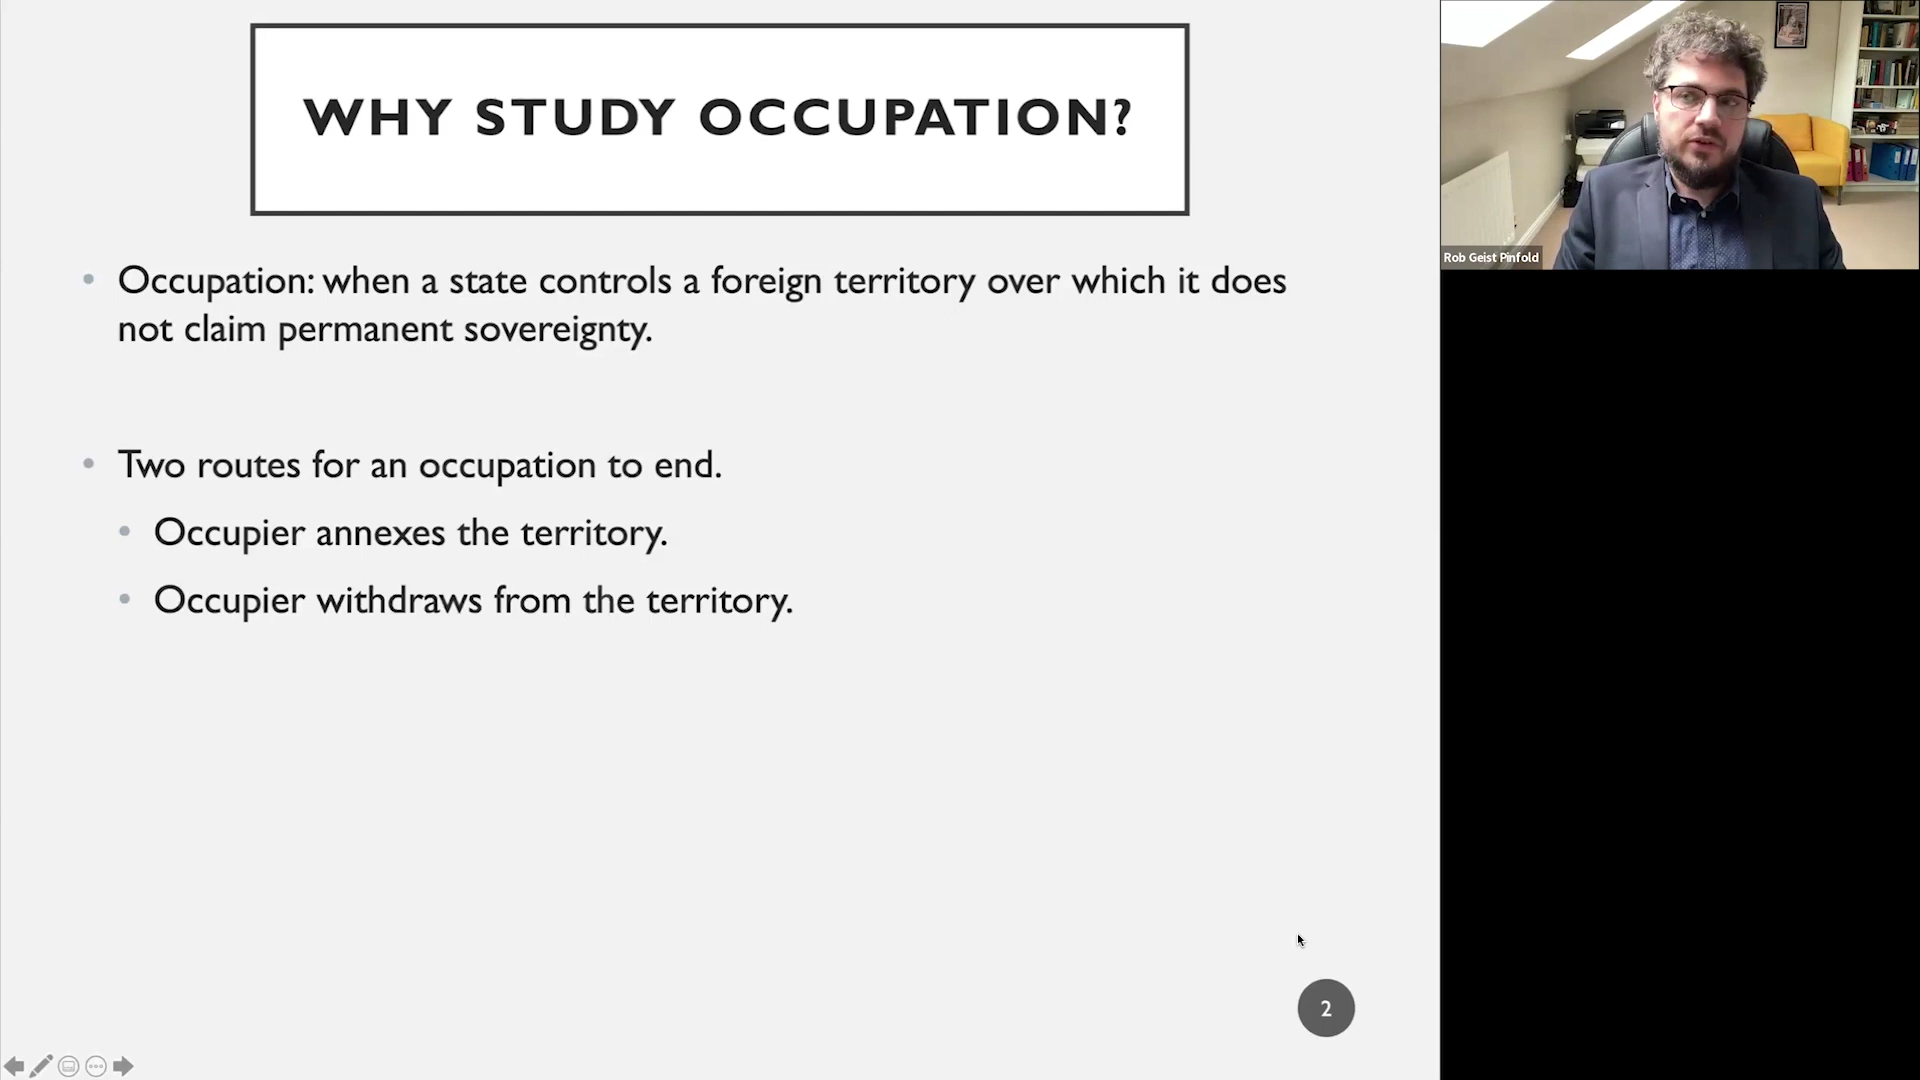 WHY STUDY OCCUPATION?
• Occupation: when a state controls a foreign territory over which it does
not claim permanent sovereignty.
• Two routes for an occupation to end.
• Occupier annexes the territory.
• Occupier withdraws from the territory.
2
Rob Geist Pinfold